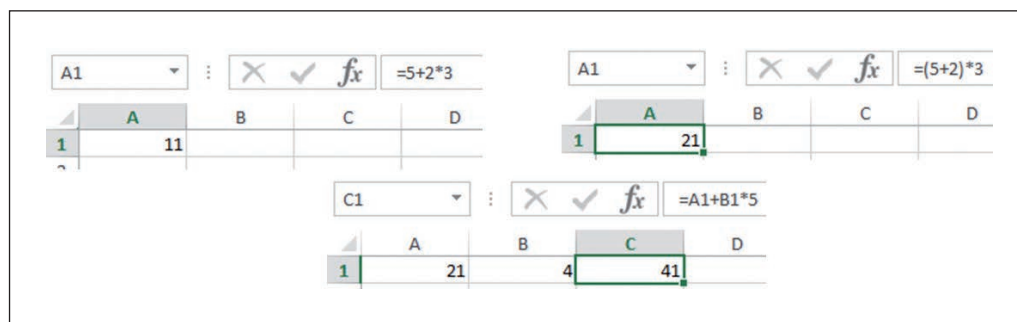 A1 fx =5+2*3
A B C D
1 11
A1 fx =(5+2)*3
A B C D
1 21
C1 fx =A1+B1*5
A B C D
1 21 4 41